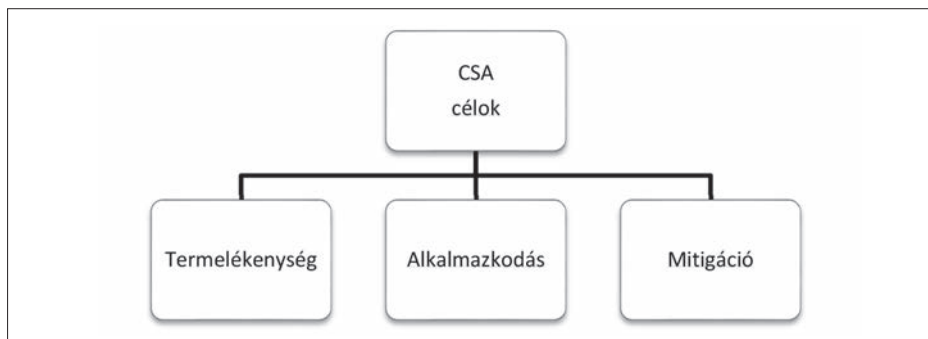 CSA
célok
Termelékenység
Alkalmazkodás
Mitigáció